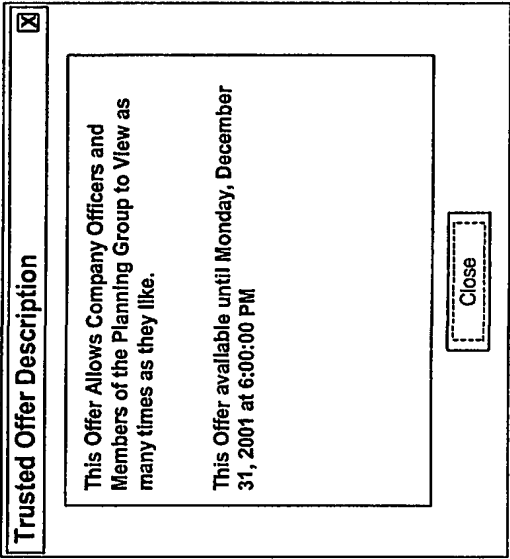 Trusted Offer Description
This Offer Allows Company Officers and
Members of the Planning Group to View as
many times as they like.
This Offer available until Monday, December
31, 2001 at 6:00:00 PM
Close